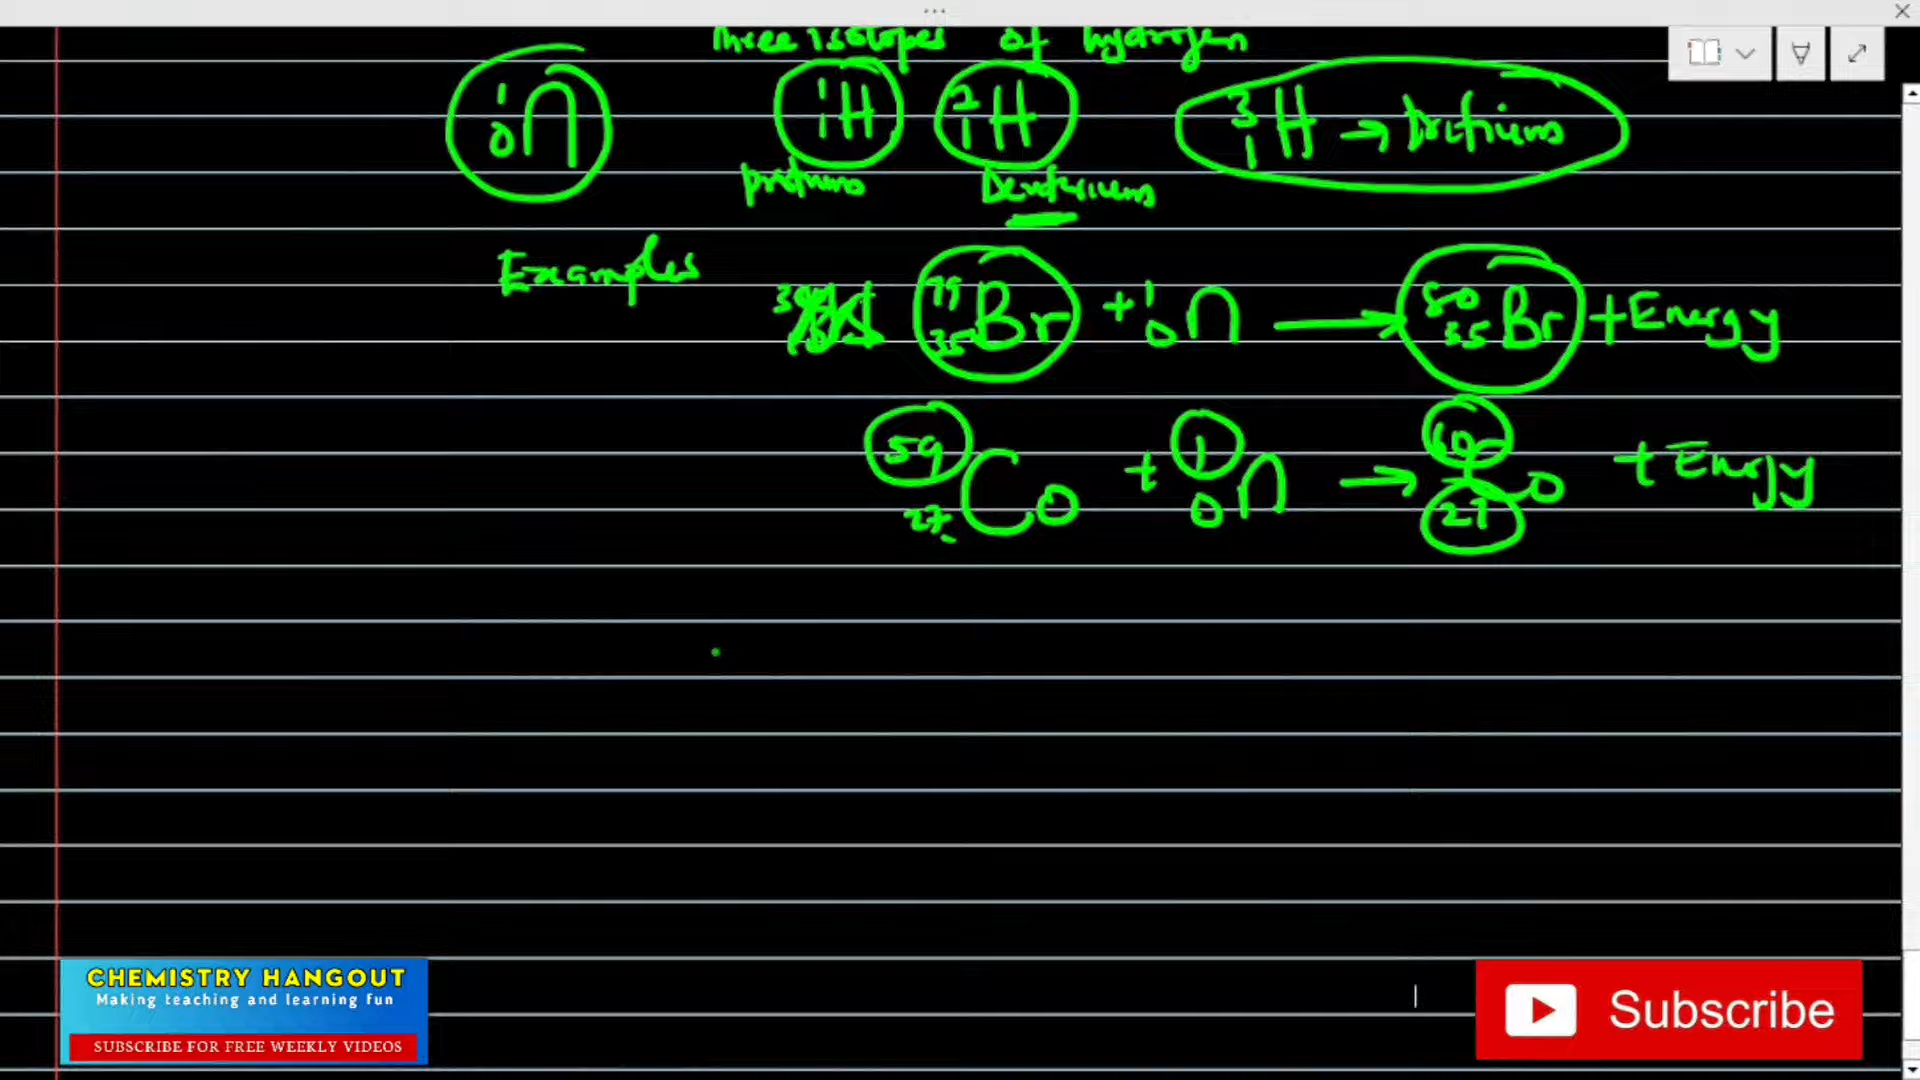 Three isotopes of hydrogen
¹₀n ¹₁H ²₁H ³₁H → tritium
protium Deuterium
Examples
⁷⁹₃₅Br + ¹₀n → ⁸⁰₃₅Br + Energy
⁵⁹₂₇Co + ¹₀n → ⁶⁰₂₇Co + Energy
CHEMISTRY HANGOUT
Making teaching and learning fun
SUBSCRIBE FOR FREE WEEKLY VIDEOS
Subscribe